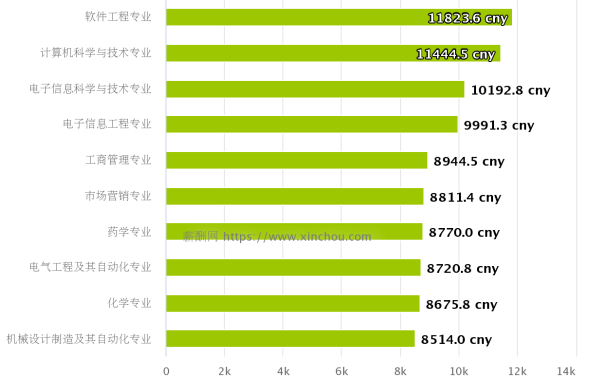 软件工程专业 11823.6 cny
计算机科学与技术专业 11444.5 cny
电子信息科学与技术专业 10192.8 cny
电子信息工程专业 9991.3 cny
工商管理专业 8944.5 cny
市场营销专业 8811.4 cny
药学专业 8770.0 cny
薪酬网 https://www.xinchou.com
电气工程及其自动化专业 8720.8 cny
化学专业 8675.8 cny
机械设计制造及其自动化专业 8514.0 cny
0 2k 4k 6k 8k 10k 12k 14k